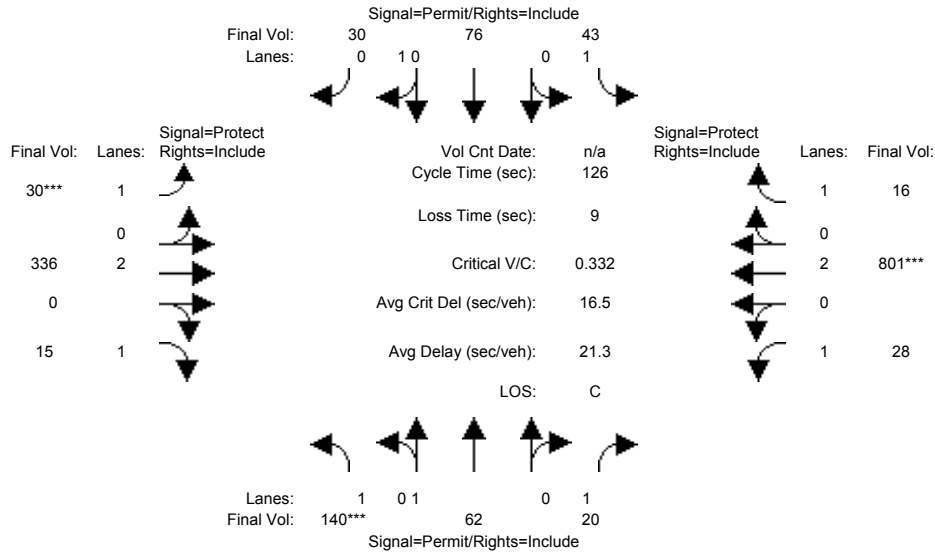 Signal=Permit/Rights=Include
Final Vol: 30 76 43
Lanes: 0 1 0 0 1
Signal=Protect Signal=Protect
Final Vol: Lanes: Rights=Include Vol Cnt Date: n/a Rights=Include Lanes: Final Vol:
Cycle Time (sec): 126
30*** 1 1 16
Loss Time (sec): 9
0 0
336 2 Critical V/C: 0.332 2 801***
0 Avg Crit Del (sec/veh): 16.5 0
15 1 Avg Delay (sec/veh): 21.3 1 28
LOS: C
Lanes: 1 0 1 0 1
Final Vol: 140*** 62 20
Signal=Permit/Rights=Include